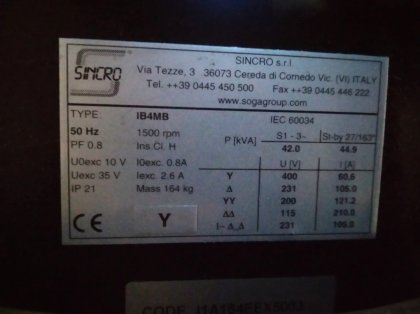 SINCRO
SINCRO s.r.l.
Via Tezze, 3 36073 Cereda di Cornedo Vic. (VI) ITALY
Tel. ++39 0445 450 500 Fax ++39 0445 446 222
www.sogagroup.com
TYPE: IB4MB IEC 60034
50 Hz 1500 rpm P [kVA] S1 - 3~ St-by 27/163°
PF 0.8 Ins.Cl. H 42.0 44.9
U0exc 10 V I0exc. 0.8A U [V] I [A]
Uexc 35 V Iexc. 2.6 A Y 400 60.6
IP 21 Mass 164 kg Δ 231 105.0
YY 200 121.2
CE Y ΔΔ 115 210.0
I~ Δ_Δ 231 105.0
CODE